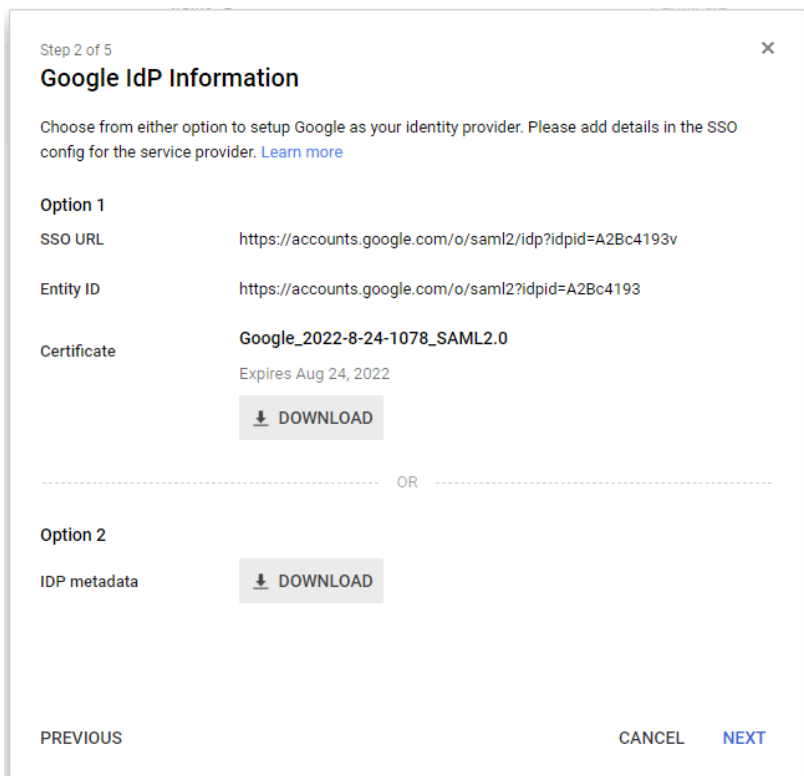 Step 2 of 5
Google IdP Information
Choose from either option to setup Google as your identity provider. Please add details in the SSO
config for the service provider. Learn more
Option 1
SSO URL https://accounts.google.com/o/saml2/idp?idpid=A2Bc4193v
Entity ID https://accounts.google.com/o/saml2?idpid=A2Bc4193
Certificate Google_2022-8-24-1078_SAML2.0
Expires Aug 24, 2022
DOWNLOAD
OR
Option 2
IDP metadata DOWNLOAD
PREVIOUS CANCEL NEXT